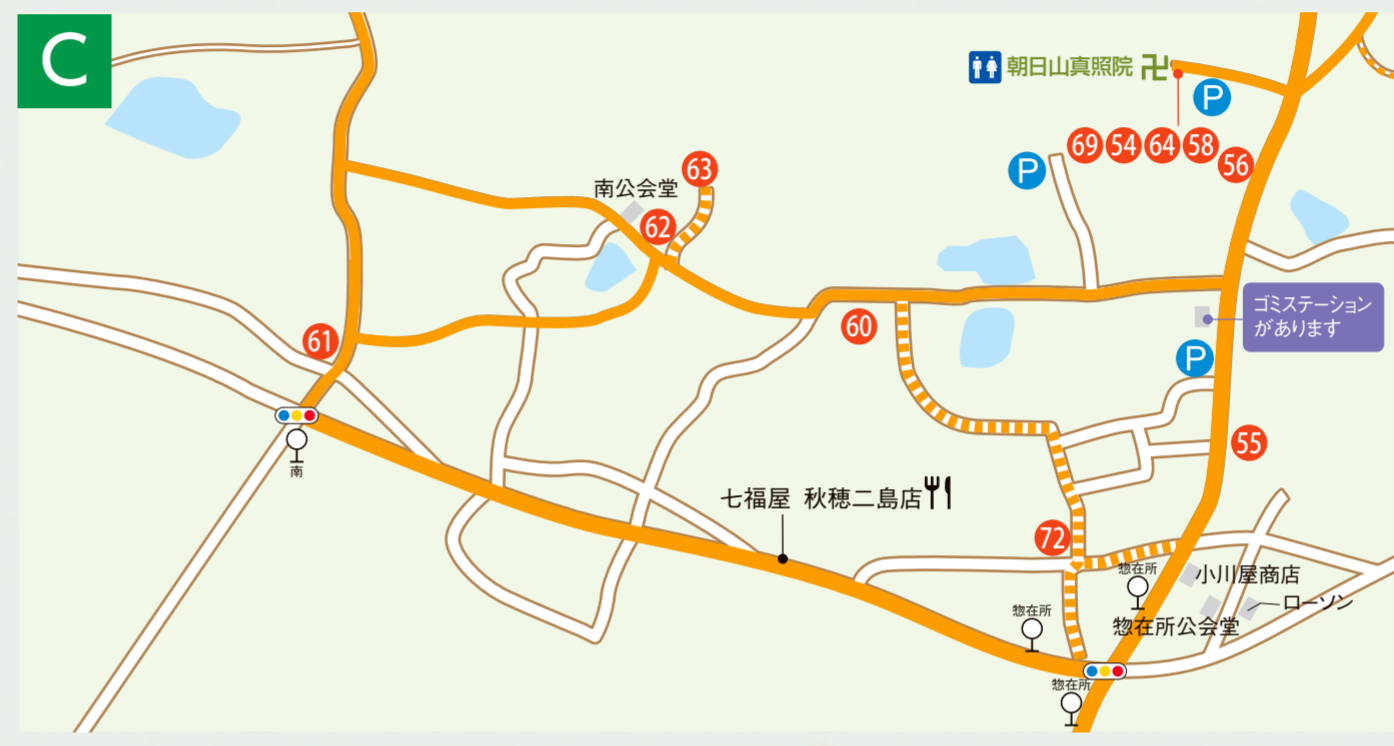 C
朝日山真照院
P
69 54 64 58
56
P
63
南公会堂
62
ゴミステーション
があります
60
61
P
南
55
七福屋 秋穂二島店
72
惣在所
小川屋商店
ローソン
惣在所
惣在所公会堂
惣在所